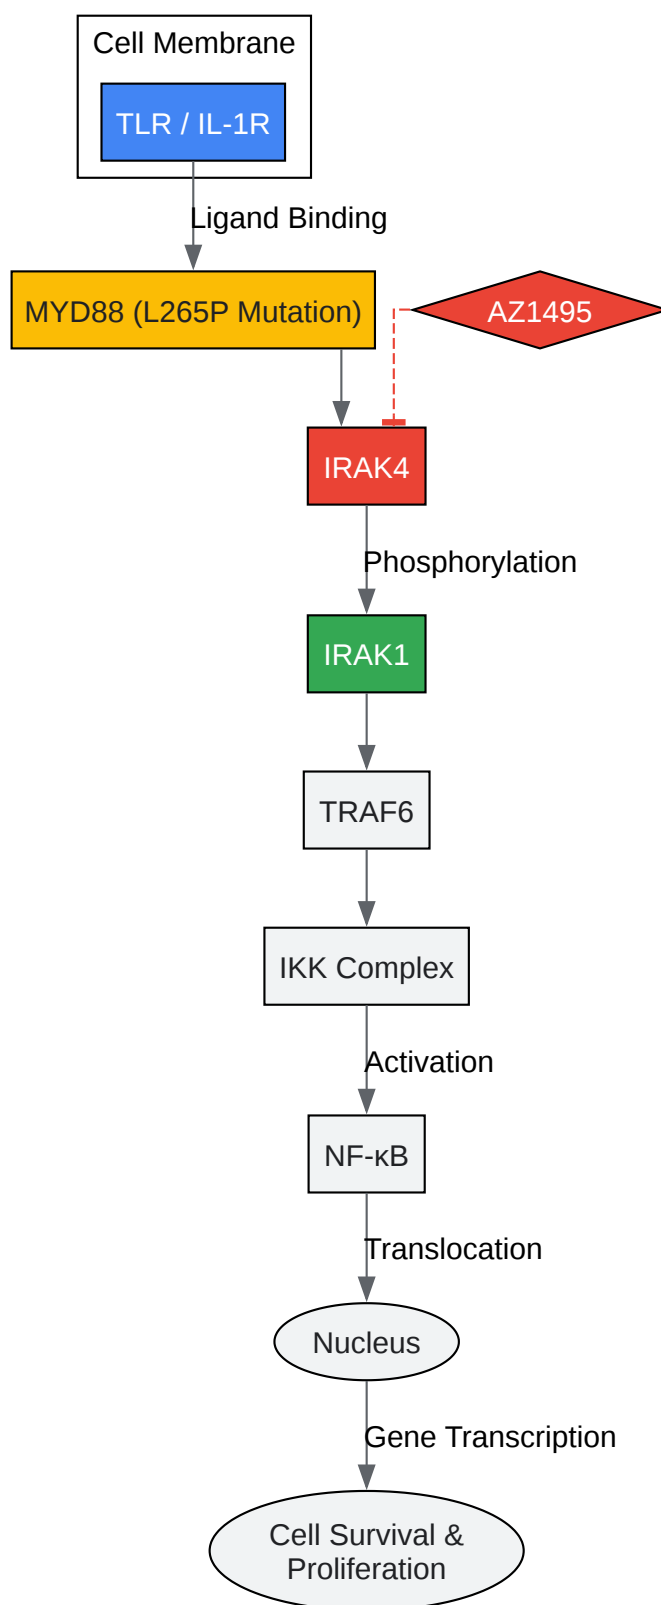 Cell Membrane
TLR / IL-1R
Ligand Binding
MYD88 (L265P Mutation)
AZ1495
IRAK4
Phosphorylation
IRAK1
TRAF6
IKK Complex
Activation
NF-κB
Translocation
Nucleus
Gene Transcription
Cell Survival &
Proliferation